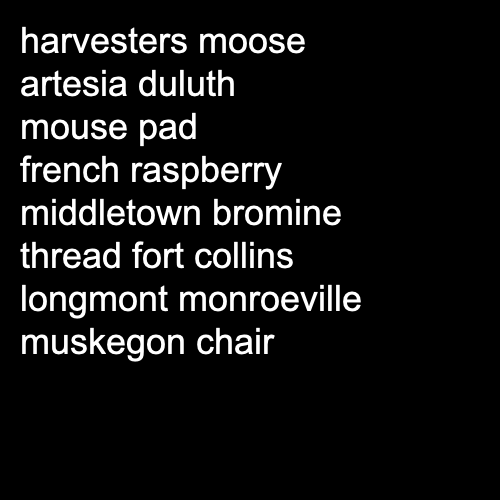 harvesters moose
artesia duluth
mouse pad
french raspberry
middletown bromine
thread fort collins
longmont monroeville
muskegon chair